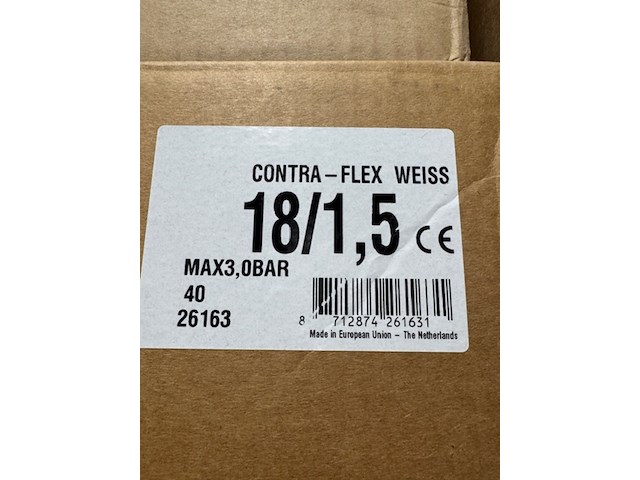 CONTRA-FLEX WEISS
18/1,5 CE
MAX3,0BAR
40
26163
8 712874 261631
Made in European Union - The Netherlands